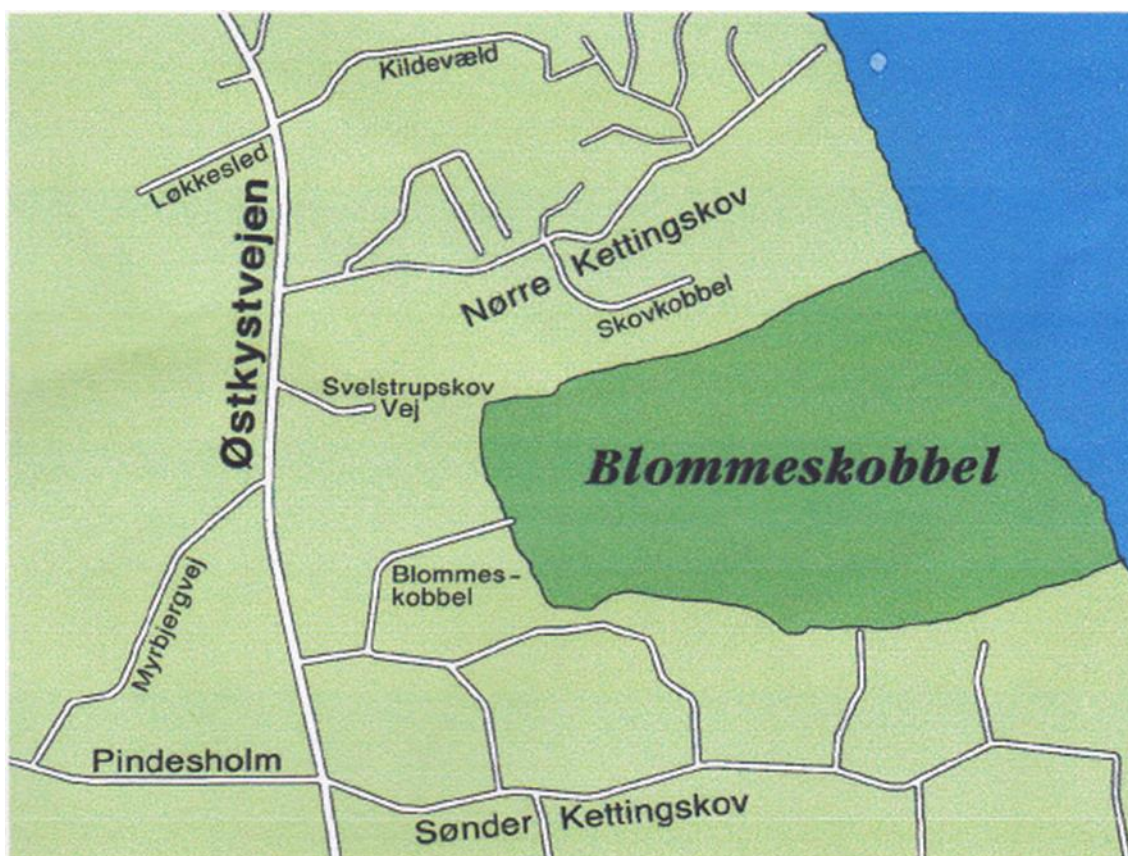 Kildevæld
Løkkesled
Østkystvejen
Nørre Kettingskov
Skovkobbel
Svelstrupskov
Vej
Blommeskobbel
Blommes-
kobbel
Myrbjergvej
Pindesholm
Sønder Kettingskov